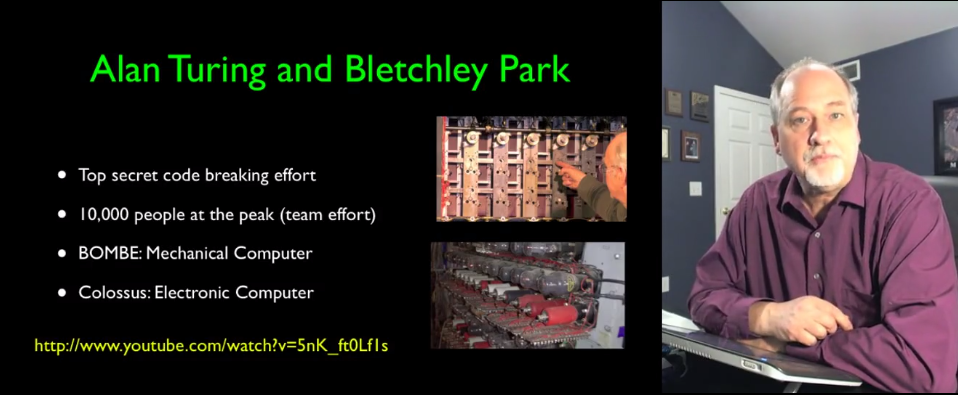 Alan Turing and Bletchley Park
• Top secret code breaking effort
• 10,000 people at the peak (team effort)
• BOMBE: Mechanical Computer
• Colossus: Electronic Computer
http://www.youtube.com/watch?v=5nK_ft0Lf1s